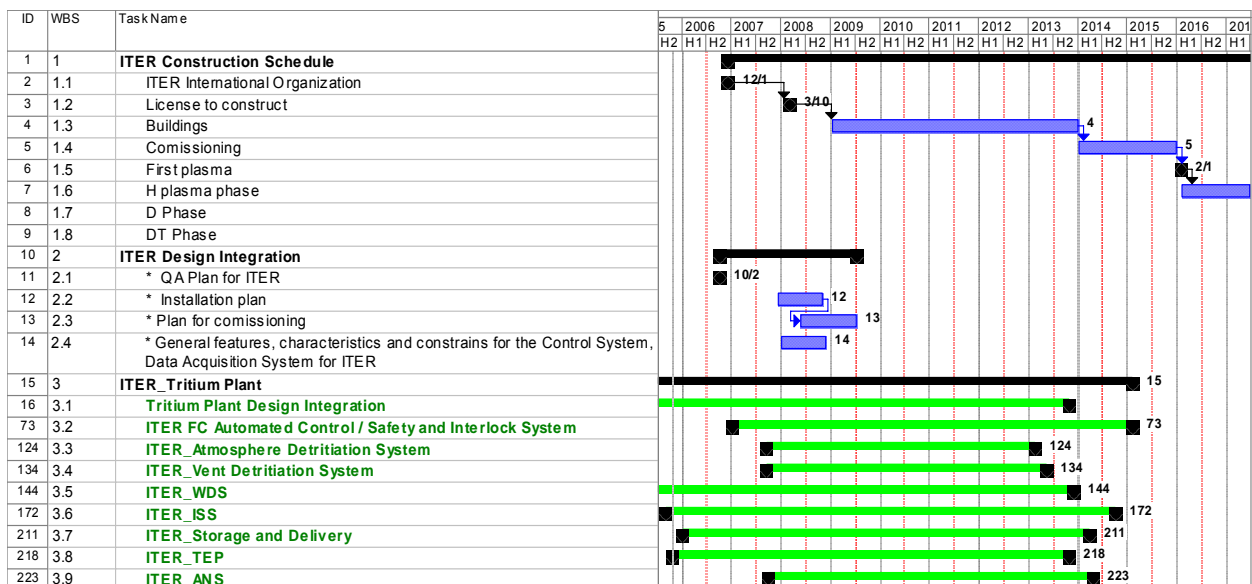 ID WBS Task Name 5 2006 2007 2008 2009 2010 2011 2012 2013 2014 2015 2016 201
H2 H1 H2 H1 H2 H1 H2 H1 H2 H1 H2 H1 H2 H1 H2 H1 H2 H1 H2 H1 H2 H1 H2 H1
1 1 ITER Construction Schedule
2 1.1 ITER International Organization 12/1
3 1.2 License to construct 3/10
4 1.3 Buildings 4
5 1.4 Comissioning 5
6 1.5 First plasma 2/1
7 1.6 H plasma phase
8 1.7 D Phase
9 1.8 DT Phase
10 2 ITER Design Integration
11 2.1 * QA Plan for ITER 10/2
12 2.2 * Installation plan 12
13 2.3 * Plan for comissioning 13
14 2.4 * General features, characteristics and constrains for the Control System, 14
Data Acquisition System for ITER
15 3 ITER_Tritium Plant 15
16 3.1 Tritium Plant Design Integration
73 3.2 ITER FC Automated Control / Safety and Interlock System 73
124 3.3 ITER_Atmosphere Detritiation System 124
134 3.4 ITER_Vent Detritiation System 134
144 3.5 ITER_WDS 144
172 3.6 ITER_ISS 172
211 3.7 ITER_Storage and Delivery 211
218 3.8 ITER_TEP 218
223 3.9 ITER_ANS 223